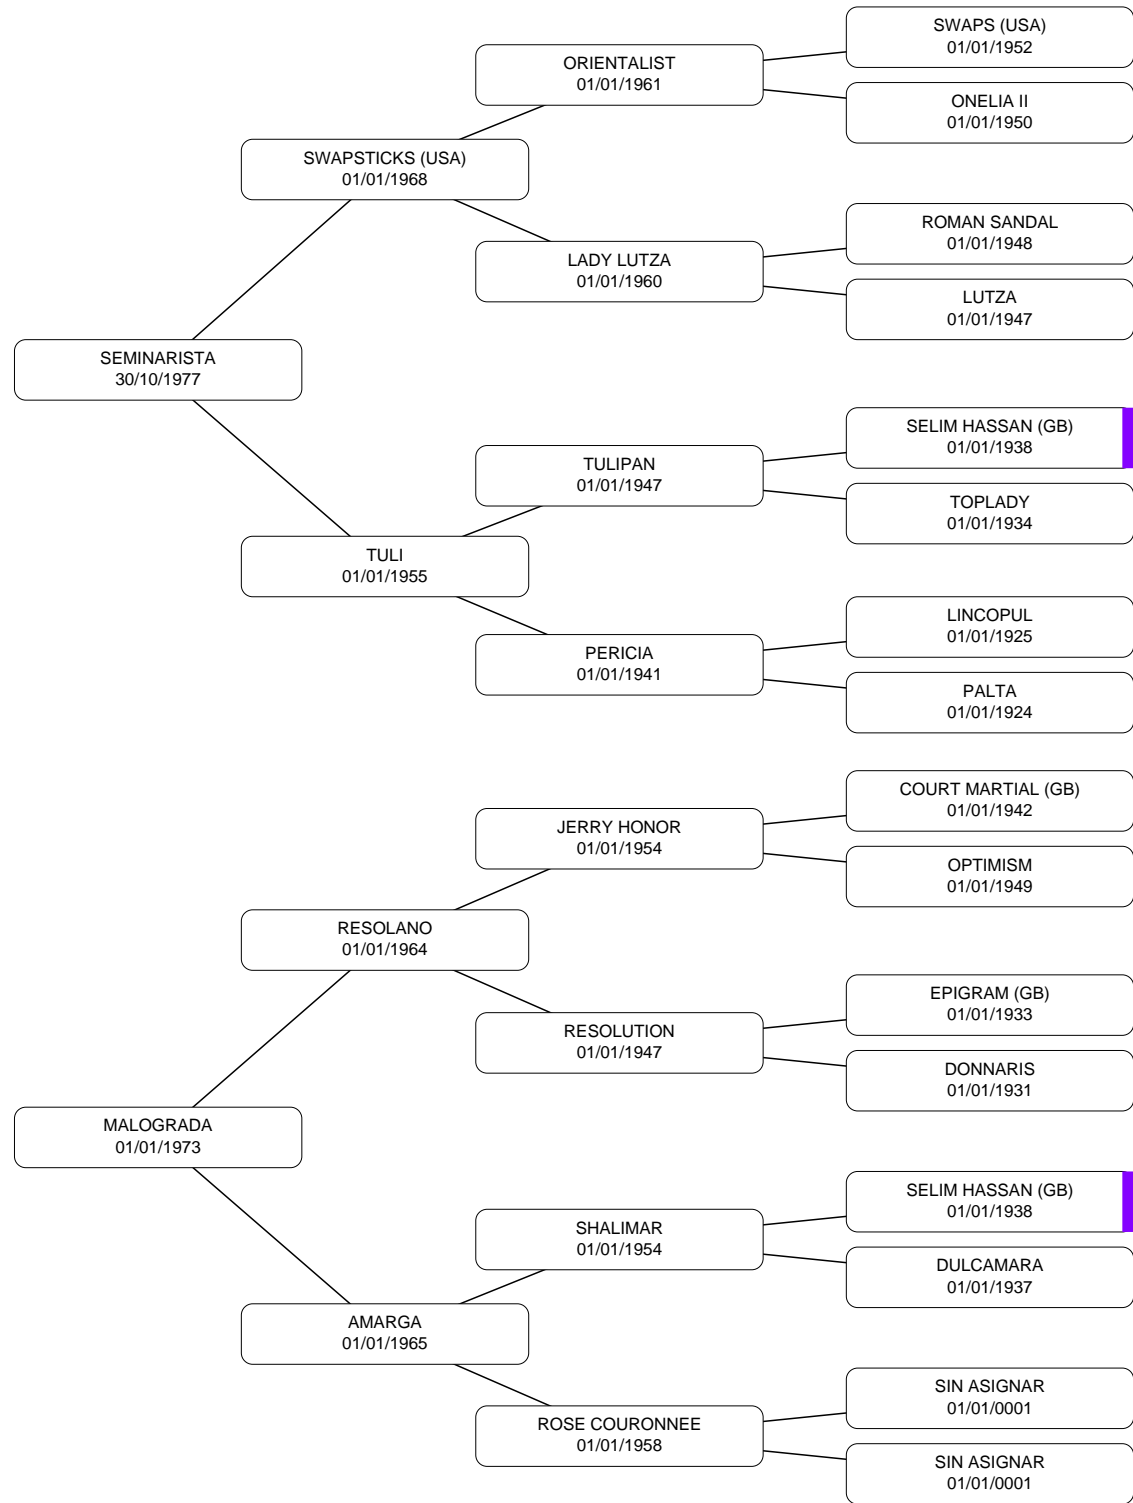 SWAPS (USA)
01/01/1952
ORIENTALIST
01/01/1961
ONELIA II
01/01/1950
SWAPSTICKS (USA)
01/01/1968
ROMAN SANDAL
01/01/1948
LADY LUTZA
01/01/1960
LUTZA
01/01/1947
SEMINARISTA
30/10/1977
SELIM HASSAN (GB)
01/01/1938
TULIPAN
01/01/1947
TOPLADY
01/01/1934
TULI
01/01/1955
LINCOPUL
01/01/1925
PERICIA
01/01/1941
PALTA
01/01/1924
COURT MARTIAL (GB)
01/01/1942
JERRY HONOR
01/01/1954
OPTIMISM
01/01/1949
RESOLANO
01/01/1964
EPIGRAM (GB)
01/01/1933
RESOLUTION
01/01/1947
DONNARIS
01/01/1931
MALOGRADA
01/01/1973
SELIM HASSAN (GB)
01/01/1938
SHALIMAR
01/01/1954
DULCAMARA
01/01/1937
AMARGA
01/01/1965
SIN ASIGNAR
01/01/0001
ROSE COURONNEE
01/01/1958
SIN ASIGNAR
01/01/0001